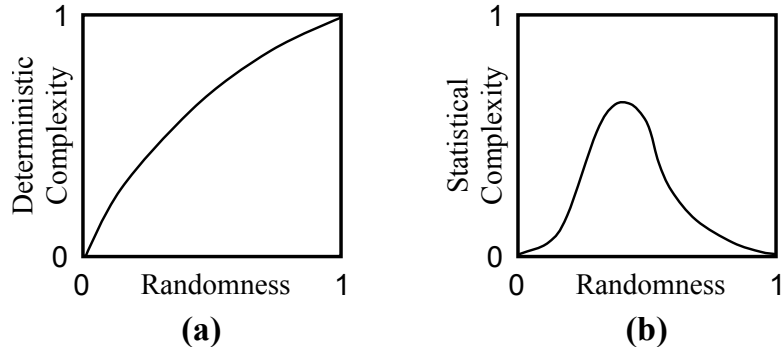 1
Deterministic
Complexity
0
0
Randomness
1
(a)
1
Statistical
Complexity
0
0
Randomness
1
(b)